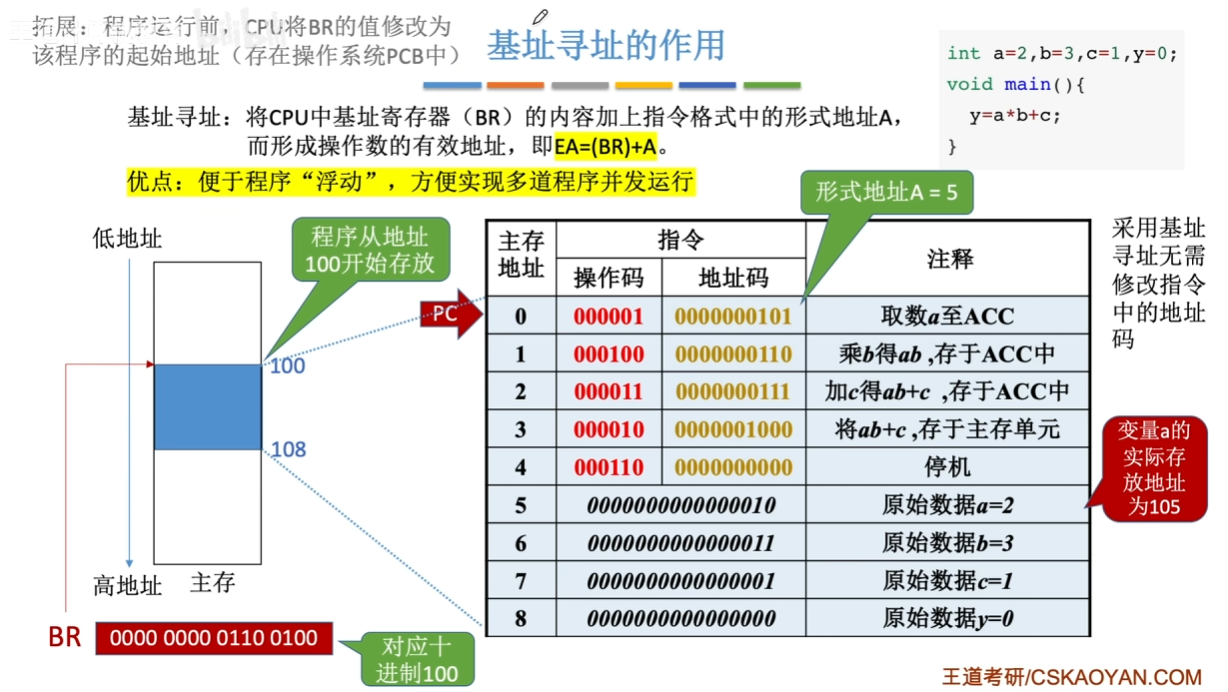 拓展：程序运行前，CPU将BR的值修改为
该程序的起始地址（存在操作系统PCB中）
基址寻址的作用
int a=2,b=3,c=1,y=0;
void main(){
y=a*b+c;
}
基址寻址：将CPU中基址寄存器（BR）的内容加上指令格式中的形式地址A，
而形成操作数的有效地址，即EA=(BR)+A。
优点：便于程序“浮动”，方便实现多道程序并发运行
形式地址A = 5
低地址
程序从地址
100开始存放
100
108
高地址
主存
BR
0000 0000 0110 0100
对应十
进制100
PC
主存
地址
指令
注释
操作码 地址码
0 000001 0000000101 取数a至ACC
1 000100 0000000110 乘b得ab ,存于ACC中
2 000011 0000000111 加c得ab+c ,存于ACC中
3 000010 0000001000 将ab+c ,存于主存单元
4 000110 0000000000 停机
5 0000000000000010 原始数据a=2
6 0000000000000011 原始数据b=3
7 0000000000000001 原始数据c=1
8 0000000000000000 原始数据y=0
采用基址
寻址无需
修改指令
中的地址
码
变量a的
实际存
放地址
为105
王道考研/CSKAOYAN.COM